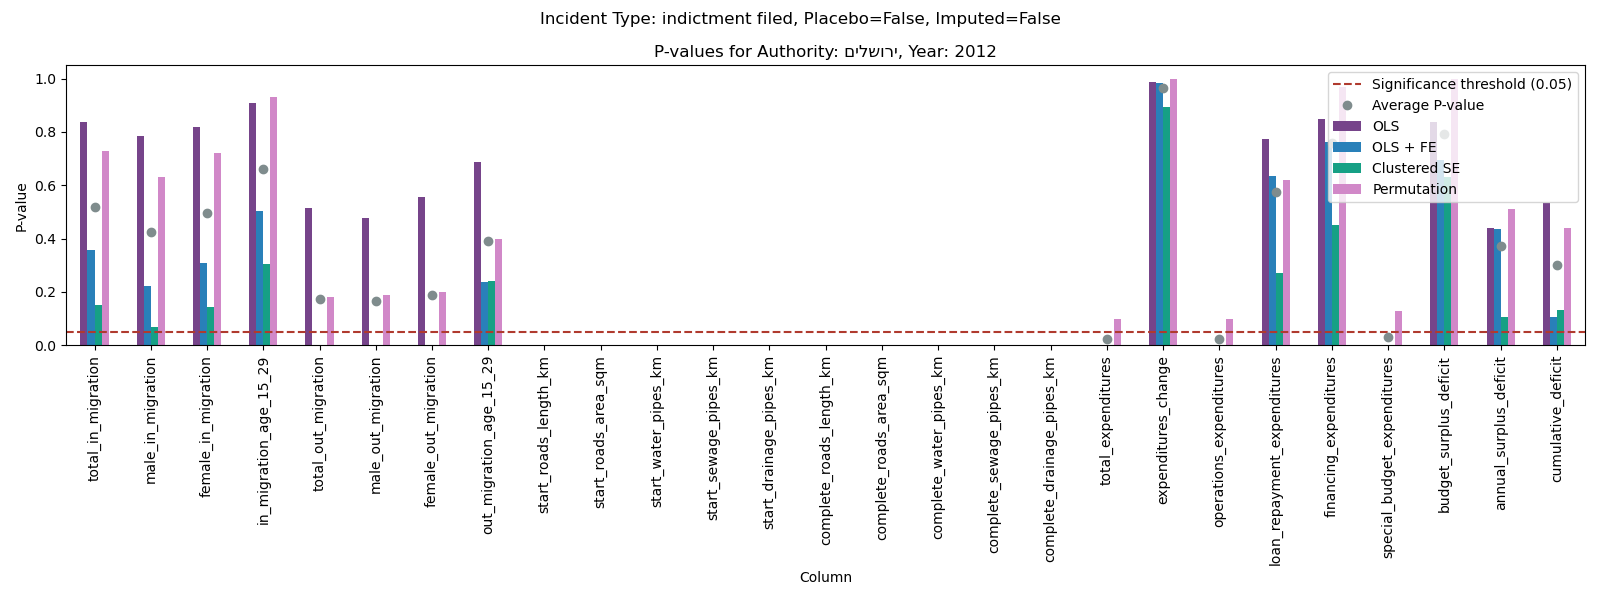 Incident Type: indictment filed, Placebo=False, Imputed=False
P-values for Authority: ירושלים, Year: 2012
P-value
1.0
0.8
0.6
0.4
0.2
0.0
Significance threshold (0.05)
Average P-value
OLS
OLS + FE
Clustered SE
Permutation
total_in_migration
male_in_migration
female_in_migration
in_migration_age_15_29
total_out_migration
male_out_migration
female_out_migration
out_migration_age_15_29
start_roads_length_km
start_roads_area_sqm
start_water_pipes_km
start_sewage_pipes_km
start_drainage_pipes_km
complete_roads_length_km
complete_roads_area_sqm
complete_water_pipes_km
complete_sewage_pipes_km
complete_drainage_pipes_km
total_expenditures
expenditures_change
operations_expenditures
loan_repayment_expenditures
financing_expenditures
special_budget_expenditures
budget_surplus_deficit
annual_surplus_deficit
cumulative_deficit
Column